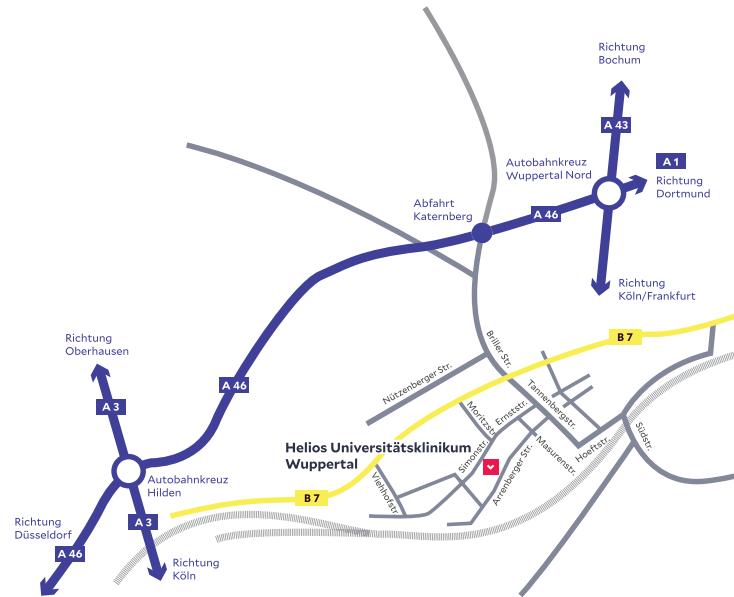 Richtung
Bochum
A 43
Autobahnkreuz
Wuppertal Nord
A 1
Richtung
Dortmund
Abfahrt
Katernberg
A 46
Richtung
Köln/Frankfurt
Richtung
Oberhausen
B 7
Briller Str.
Nützenberger Str.
A 46
A 3
Tannenbergstr.
Moritzstr.
Ernststr.
Südstr.
Helios Universitätsklinikum
Wuppertal
Simonstr.
Masurenstr.
Hoeftstr.
Arrenberger Str.
Viehhofstr.
Autobahnkreuz
Hilden
B 7
Richtung
Düsseldorf
A 3
A 46
Richtung
Köln